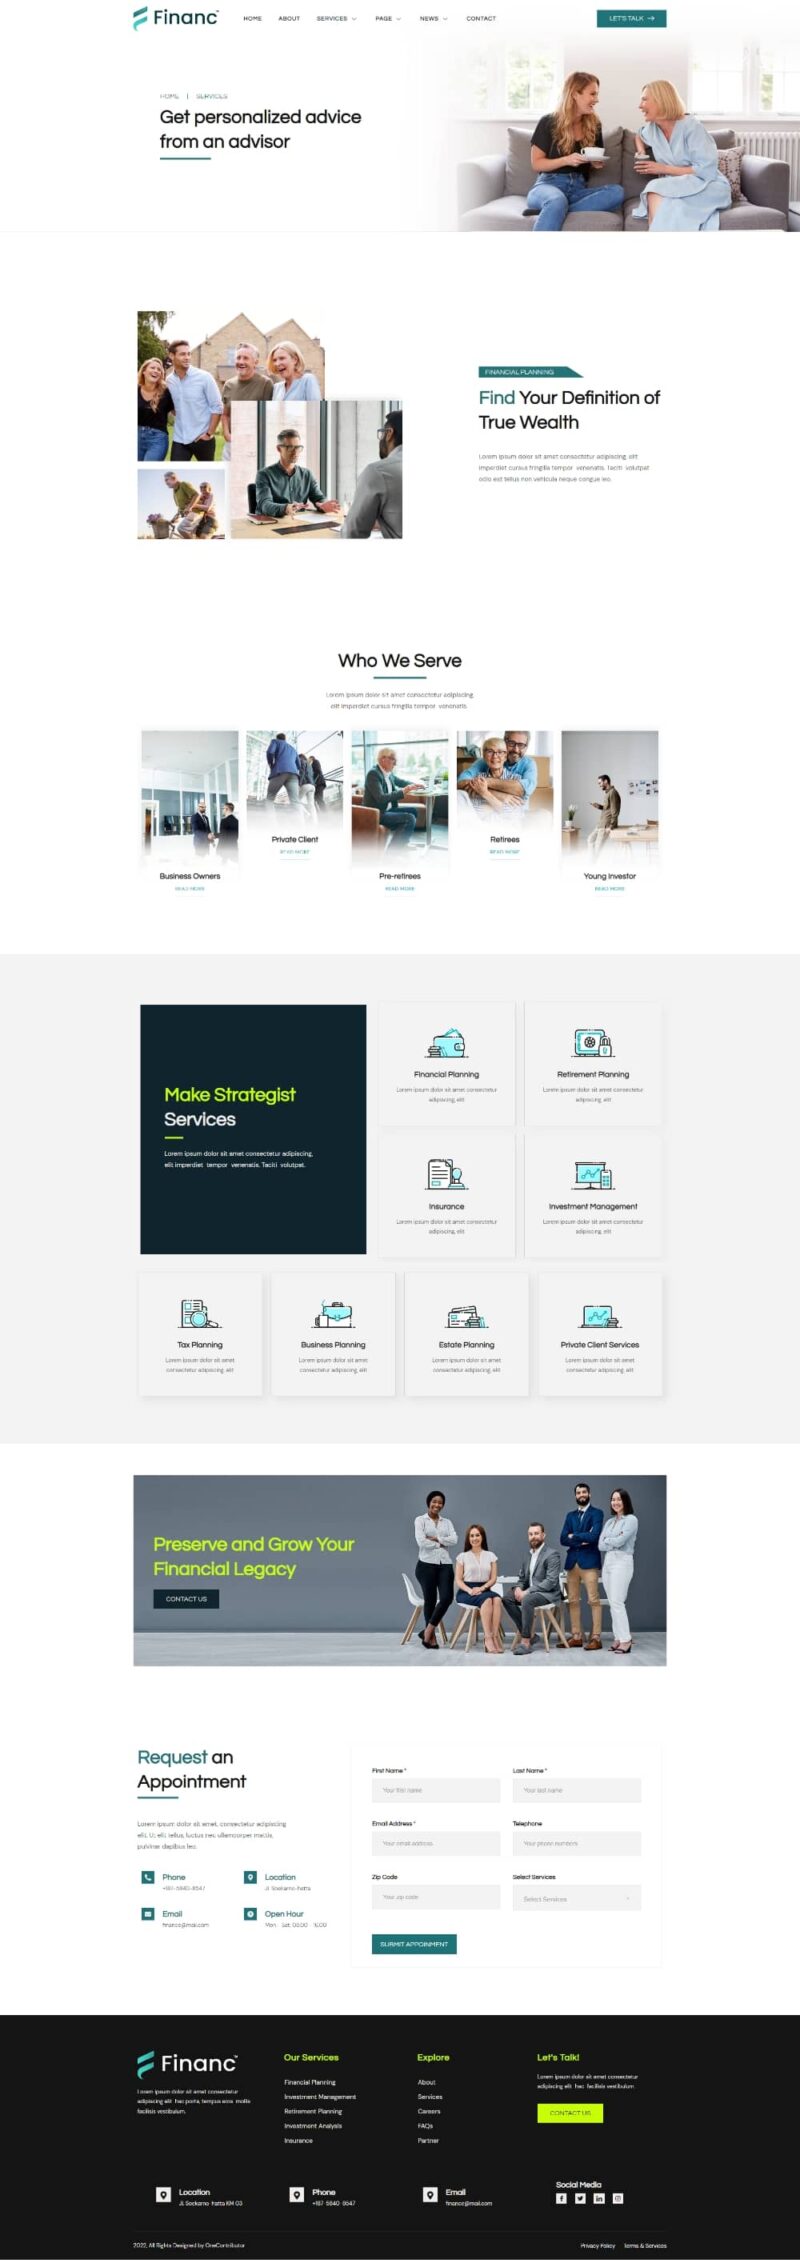 Financ™
HOME
ABOUT
SERVICES
PAGE
NEWS
CONTACT
LET'S TALK
HOME | SERVICES
Get personalized advice
from an advisor
FINANCIAL PLANNING
Find Your Definition of
True Wealth
Lorem ipsum dolor sit amet consectetur adipiscing, elit
imperdiet cursus fringilla tempor venenatis. Taciti volutpat
odio est tellus non vehicula neque congue leo.
Who We Serve
Lorem ipsum dolor sit amet consectetur adipiscing,
elit imperdiet cursus fringilla tempor venenatis.
Private Client
READ MORE
Retirees
READ MORE
Business Owners
READ MORE
Pre-retirees
READ MORE
Young Investor
READ MORE
Make Strategist
Services
Lorem ipsum dolor sit amet consectetur adipiscing,
elit imperdiet tempor venenatis. Taciti volutpat.
Financial Planning
Lorem ipsum dolor sit amet consectetur
adipiscing, elit
Retirement Planning
Lorem ipsum dolor sit amet consectetur
adipiscing, elit
Insurance
Lorem ipsum dolor sit amet consectetur
adipiscing, elit
Investment Management
Lorem ipsum dolor sit amet consectetur
adipiscing, elit
Tax Planning
Lorem ipsum dolor sit amet
consectetur adipiscing, elit
Business Planning
Lorem ipsum dolor sit amet
consectetur adipiscing, elit
Estate Planning
Lorem ipsum dolor sit amet
consectetur adipiscing, elit
Private Client Services
Lorem ipsum dolor sit amet
consectetur adipiscing, elit
Preserve and Grow Your
Financial Legacy
CONTACT US
Request an
Appointment
Lorem ipsum dolor sit amet, consectetur adipiscing
elit. Ut elit tellus, luctus nec ullamcorper mattis,
pulvinar dapibus leo.
Phone
+187-5840-8547
Location
Jl. Soekarno-hatta
Email
financ@mail.com
Open Hour
Mon - Sat: 08.00 - 16.00
First Name *
Your first name
Last Name *
Your last name
Email Address *
Your email address
Telephone
Your phone numbers
Zip Code
Your zip code
Select Services
Select Services
SUBMIT APPOINMENT
Financ™
Lorem ipsum dolor sit amet consectetur
adipiscing elit hac porta, tempus eros mollis
facilisis vestibulum.
Our Services
Financial Planning
Investment Management
Retirement Planning
Investment Analysis
Insurance
Explore
About
Services
Careers
FAQs
Partner
Let's Talk!
Lorem ipsum dolor sit amet consectetur
adipiscing elit hac facilisis vestibulum.
CONTACT US
Location
Jl. Soekarno-hatta KM 03
Phone
+187-5840-8547
Email
financ@mail.com
Social Media
2022, All Rights Designed by OneContributor
Privacy Policy
Terms & Services